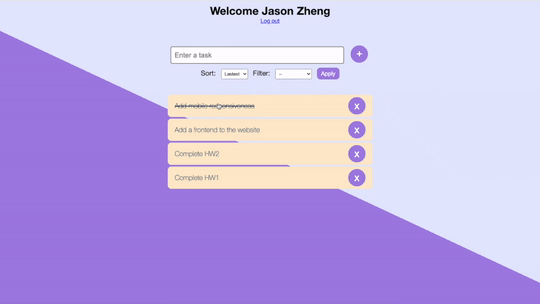 Welcome Jason Zheng
Log out
Enter a task
+
Sort: Lastest Filter: -- Apply
Add mobile responsiveness X
Add a frontend to the website X
Complete HW2 X
Complete HW1 X